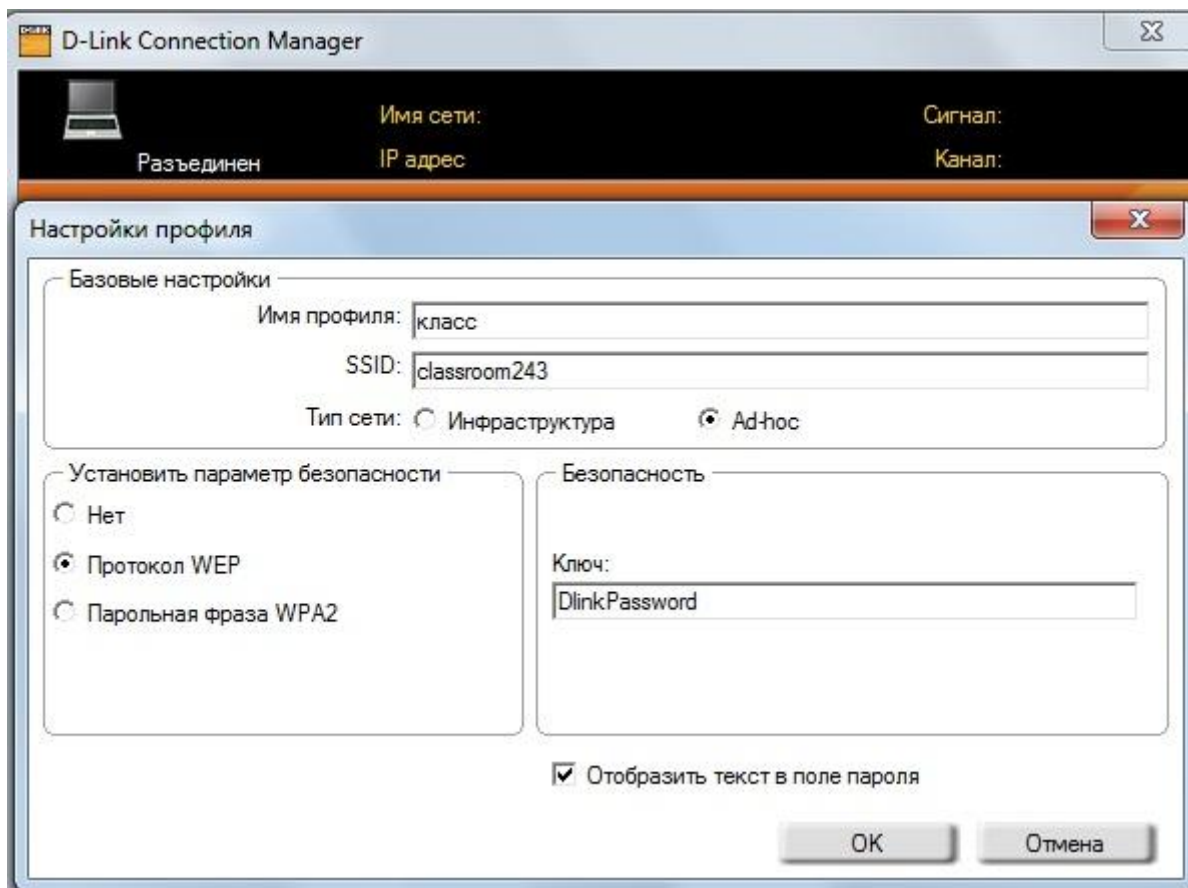 D-Link Connection Manager
Имя сети:
Сигнал:
Разъединен
IP адрес
Канал:
Настройки профиля
Базовые настройки
Имя профиля: класс
SSID: classroom243
Тип сети: Инфраструктура Ad-hoc
Установить параметр безопасности
Безопасность
Нет
Протокол WEP
Ключ:
Парольная фраза WPA2
DlinkPassword
Отобразить текст в поле пароля
OK
Отмена